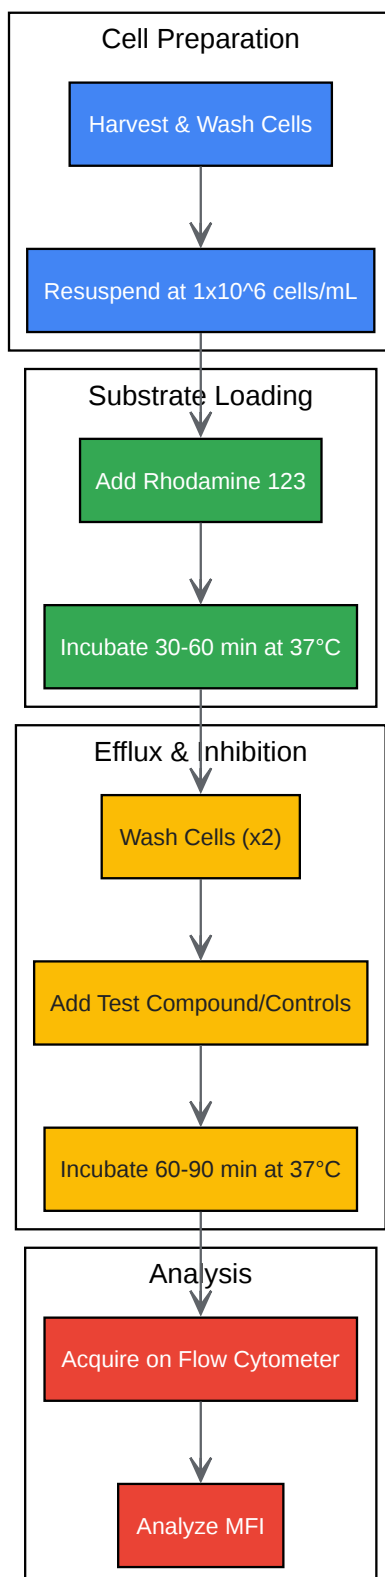 Cell Preparation
Harvest & Wash Cells
Resuspend at 1x10^6 cells/mL
Substrate Loading
Add Rhodamine 123
Incubate 30-60 min at 37°C
Efflux & Inhibition
Wash Cells (x2)
Add Test Compound/Controls
Incubate 60-90 min at 37°C
Analysis
Acquire on Flow Cytometer
Analyze MFI